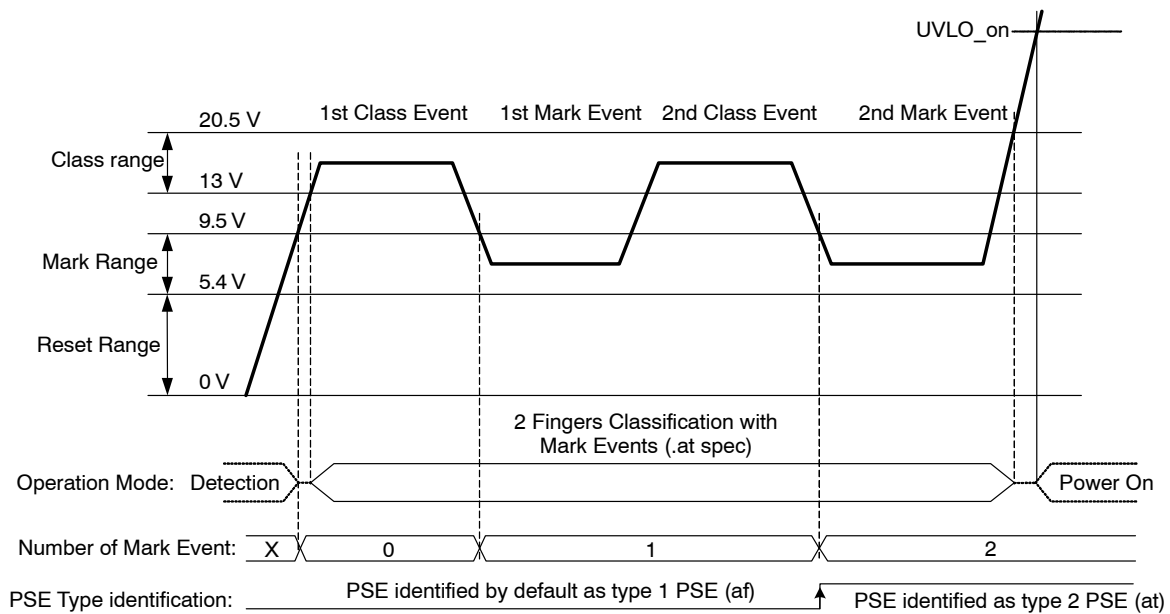 UVLO_on
1st Class Event 1st Mark Event 2nd Class Event 2nd Mark Event
20.5 V
Class range
13 V
9.5 V
Mark Range
5.4 V
Reset Range
0 V
2 Fingers Classification with
Mark Events (.at spec)
Operation Mode: Detection Power On
Number of Mark Event: X 0 1 2
PSE Type identification: PSE identified by default as type 1 PSE (af) PSE identified as type 2 PSE (at)